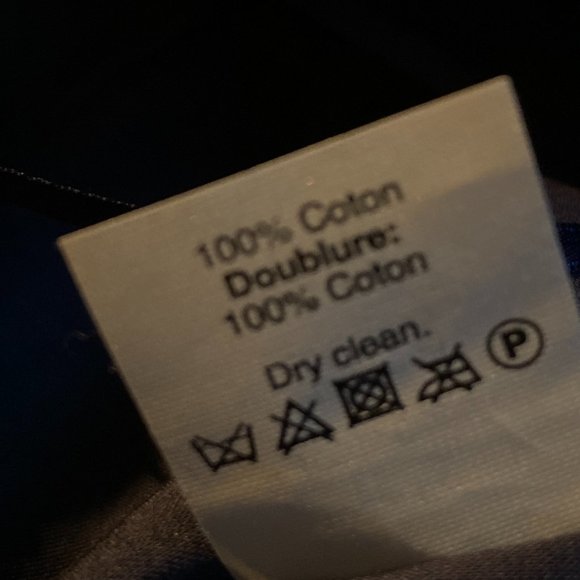 100% Coton
Doublure:
100% Coton
Dry clean.
P